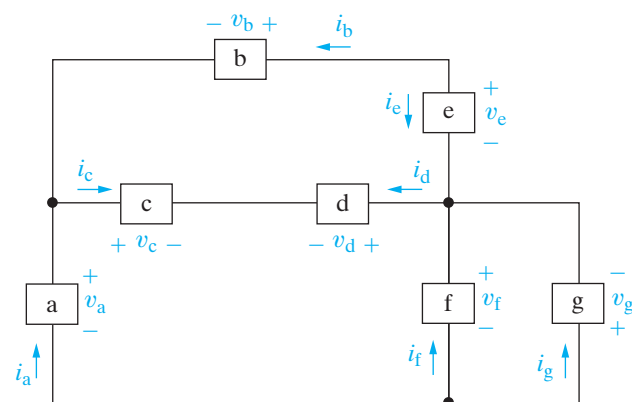 − v_b + i_b
b
i_e e + v_e −
i_c i_d
c d
+ v_c − − v_d +
a + v_a − f + v_f − g − v_g +
i_a i_f i_g